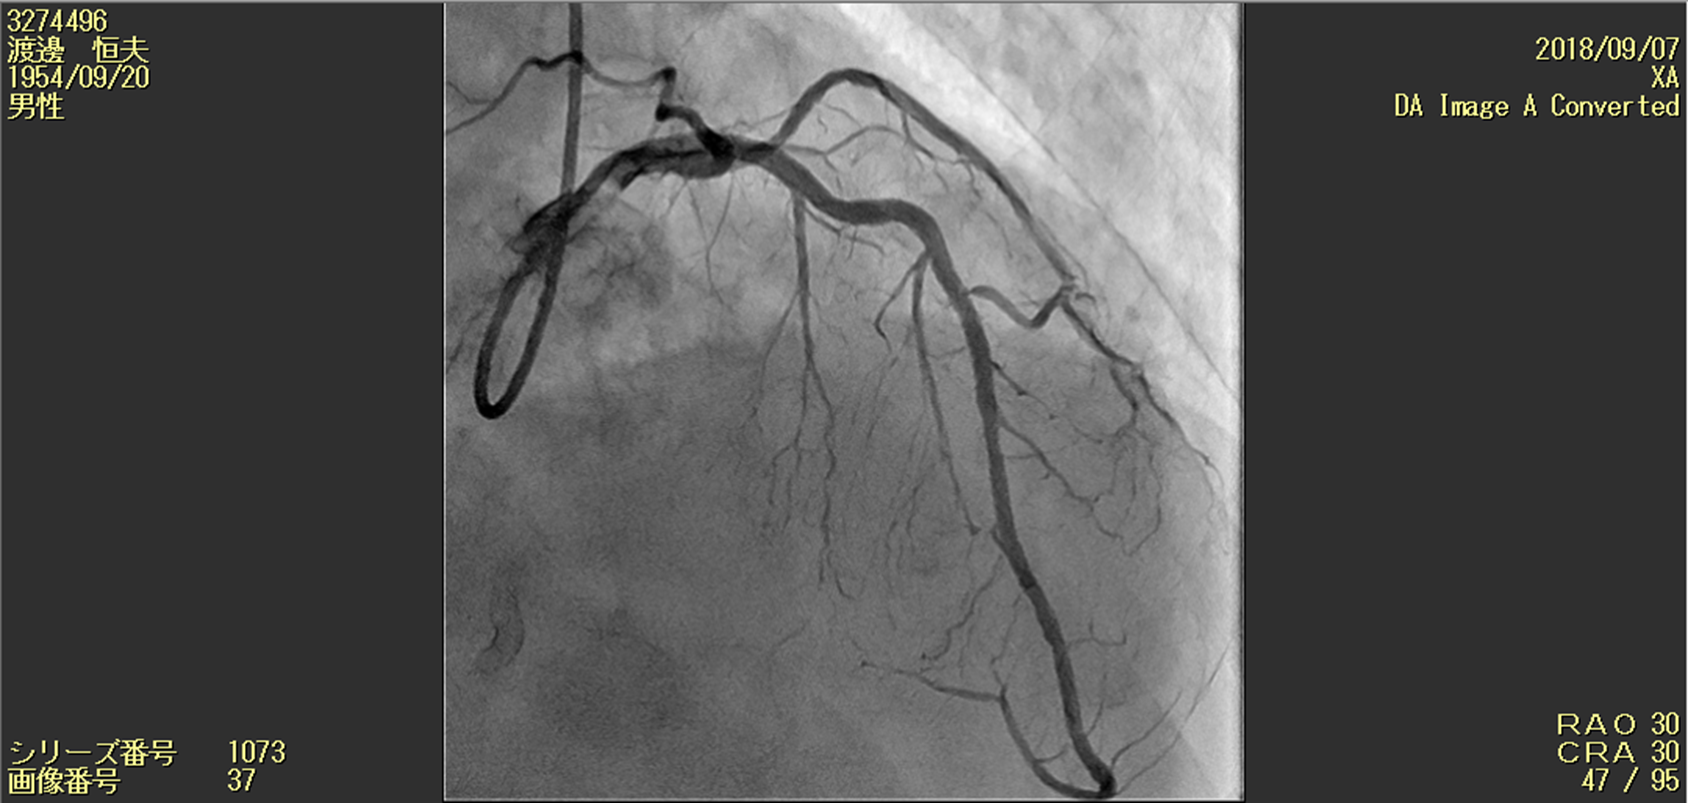 3274496
渡邊　恒夫
1954/09/20
男性
2018/09/07
XA
DA Image A Converted
シリーズ番号 1073
画像番号 37
ＲＡＯ 30
ＣＲＡ 30
47 / 95